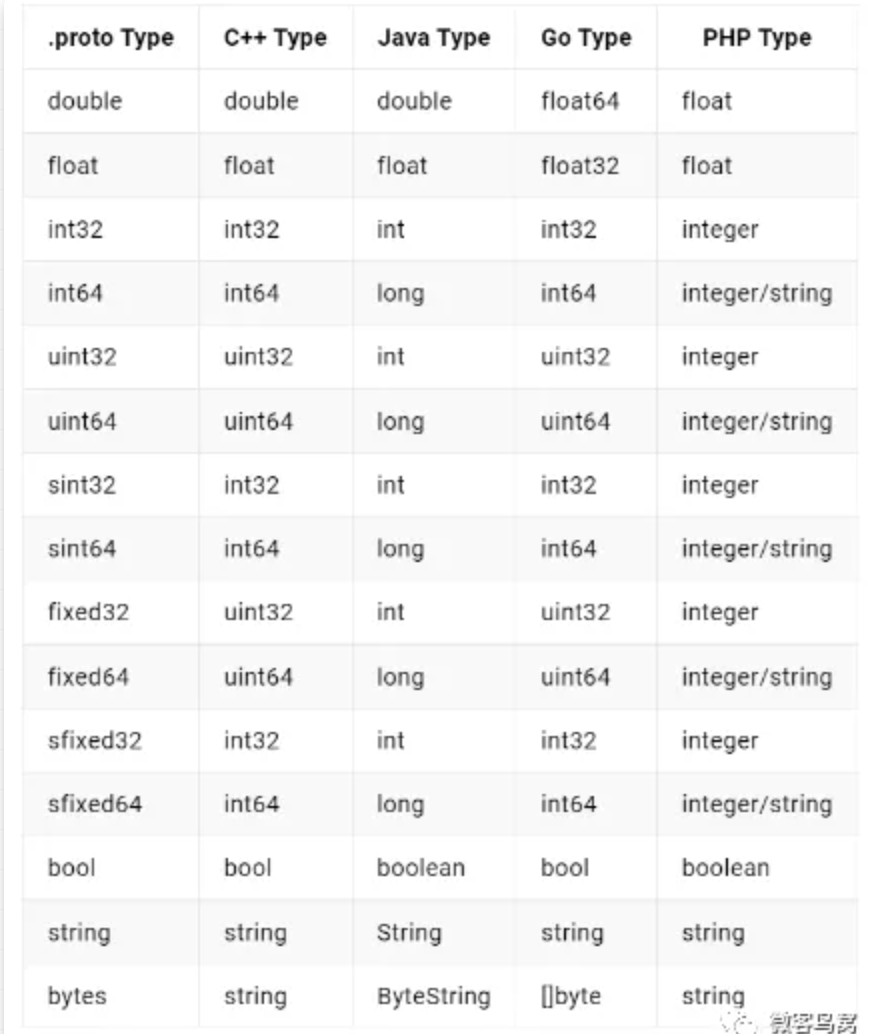 .proto Type C++ Type Java Type Go Type PHP Type
double double double float64 float
float float float float32 float
int32 int32 int int32 integer
int64 int64 long int64 integer/string
uint32 uint32 int uint32 integer
uint64 uint64 long uint64 integer/string
sint32 int32 int int32 integer
sint64 int64 long int64 integer/string
fixed32 uint32 int uint32 integer
fixed64 uint64 long uint64 integer/string
sfixed32 int32 int int32 integer
sfixed64 int64 long int64 integer/string
bool bool boolean bool boolean
string string String string string
bytes string ByteString []byte string
微客鸟窝